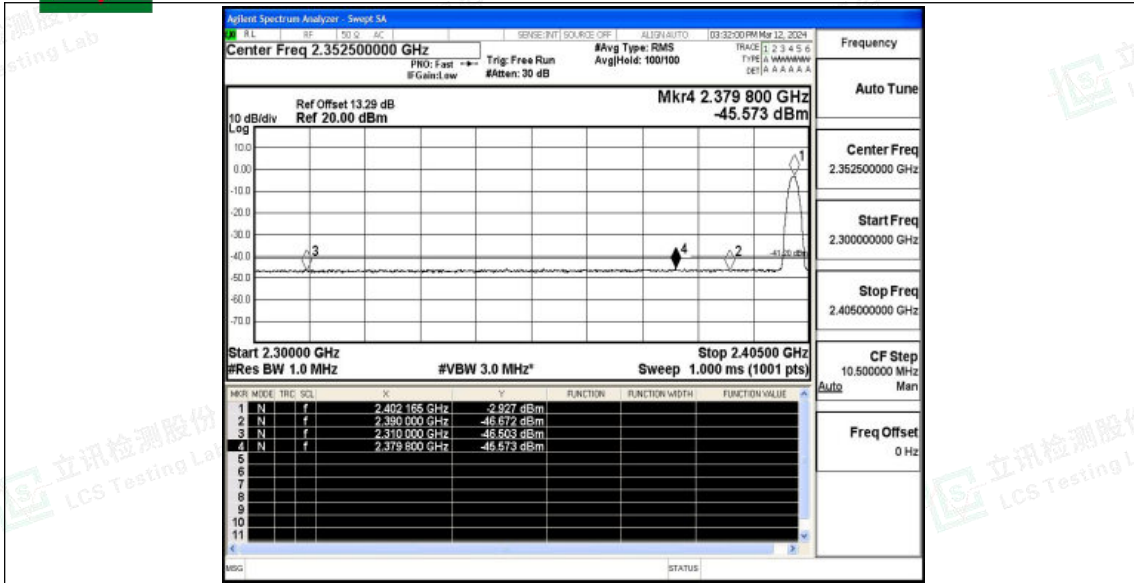 Agilent Spectrum Analyzer - Swept SA
RL RF 50 Ω AC SENSE:INT SOURCE OFF ALIGN AUTO 03:32:00 PM Mar 12, 2024
Center Freq 2.352500000 GHz
PNO: Fast
IFGain:Low
Trig: Free Run
#Atten: 30 dB
#Avg Type: RMS
Avg|Hold: 100/100
TRACE 1 2 3 4 5 6
TYPE A WWWWW
DET A A A A A A
Frequency
Auto Tune
Center Freq
2.352500000 GHz
Start Freq
2.300000000 GHz
Stop Freq
2.405000000 GHz
CF Step
10.500000 MHz
Auto Man
Freq Offset
0 Hz
Mkr4 2.379 800 GHz
-45.573 dBm
Ref Offset 13.29 dB
Ref 20.00 dBm
10 dB/div
Log
10.0
0.00
-10.0
-20.0
-30.0
-40.0
-50.0
-60.0
-70.0
1
2
3
4
-41.20 dBm
Start 2.30000 GHz Stop 2.40500 GHz
#Res BW 1.0 MHz #VBW 3.0 MHz* Sweep 1.000 ms (1001 pts)
MKR MODE TRC SCL X Y FUNCTION FUNCTION WIDTH FUNCTION VALUE
1 N f 2.402 165 GHz -2.927 dBm
2 N f 2.390 000 GHz -46.672 dBm
3 N f 2.310 000 GHz -46.503 dBm
4 N f 2.379 800 GHz -45.573 dBm
5
6
7
8
9
10
11
MSG STATUS
立讯检测股份
LCS Testing Lab
立讯检测股份
LCS Testing L